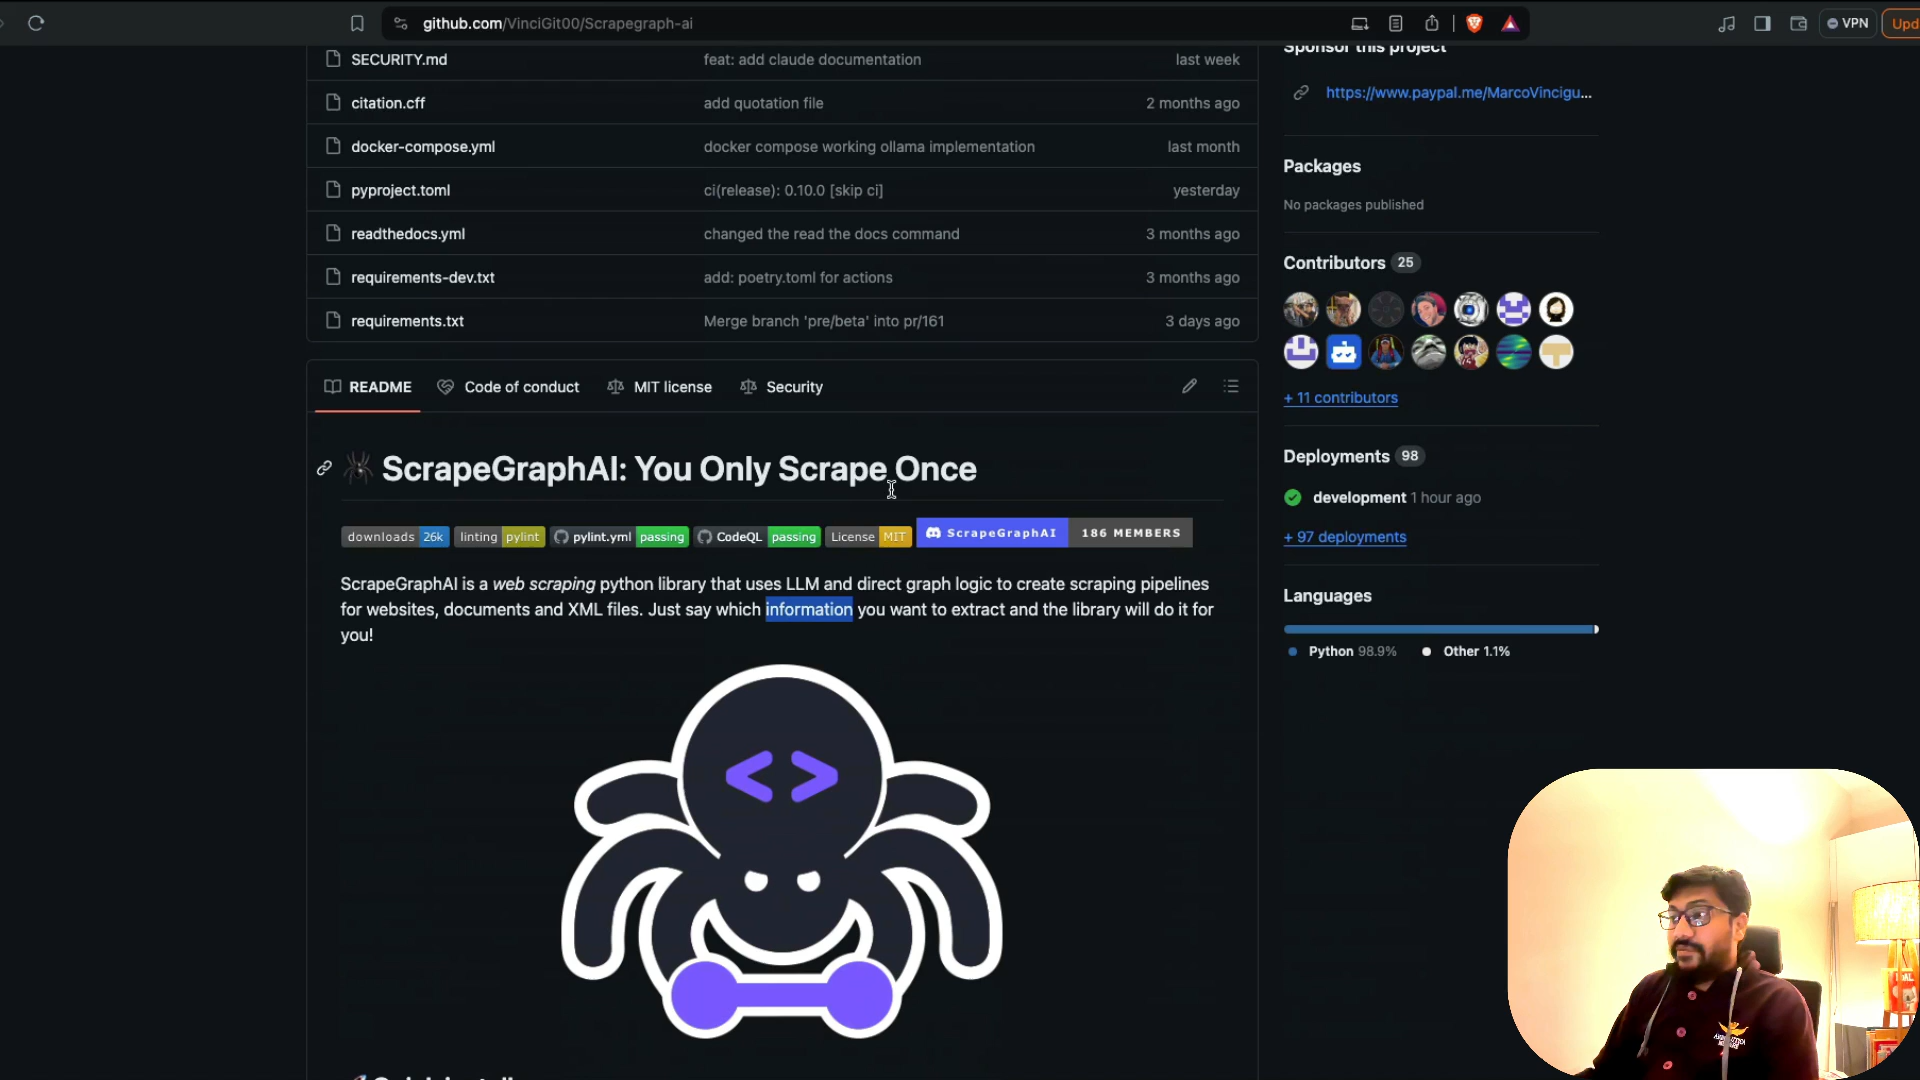 github.com/VinciGit00/Scrapegraph-ai
VPN
Upd
SECURITY.md feat: add claude documentation last week
citation.cff add quotation file 2 months ago
docker-compose.yml docker compose working ollama implementation last month
pyproject.toml ci(release): 0.10.0 [skip ci] yesterday
readthedocs.yml changed the read the docs command 3 months ago
requirements-dev.txt add: poetry.toml for actions 3 months ago
requirements.txt Merge branch 'pre/beta' into pr/161 3 days ago
README Code of conduct MIT license Security
ScrapeGraphAI: You Only Scrape Once
downloads 26k linting pylint pylint.yml passing CodeQL passing License MIT ScrapeGraphAI 186 MEMBERS
ScrapeGraphAI is a web scraping python library that uses LLM and direct graph logic to create scraping pipelines
for websites, documents and XML files. Just say which information you want to extract and the library will do it for
you!
Sponsor this project
https://www.paypal.me/MarcoVincigu...
Packages
No packages published
Contributors 25
+ 11 contributors
Deployments 98
development 1 hour ago
+ 97 deployments
Languages
Python 98.9% Other 1.1%